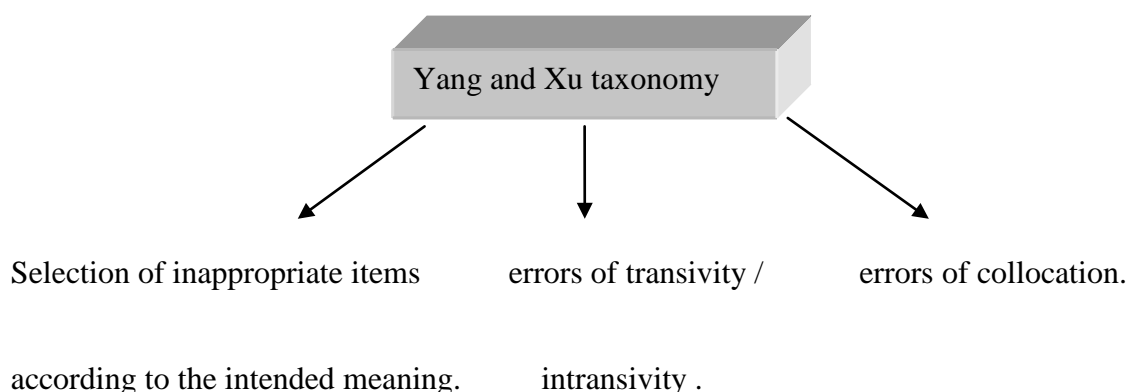 Yang and Xu taxonomy
Selection of inappropriate items errors of transivity / errors of collocation.
according to the intended meaning. intransivity .